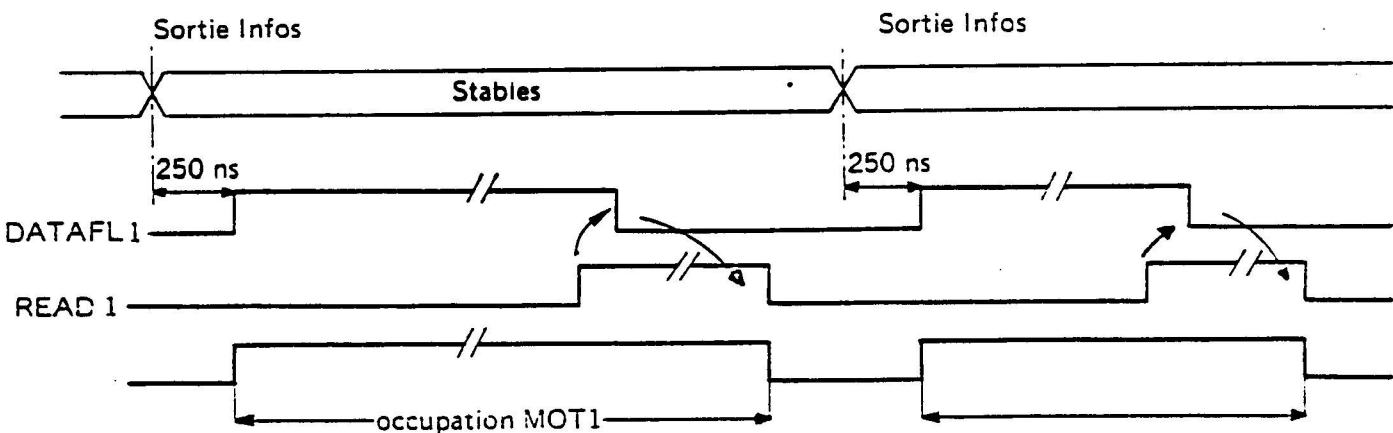 Sortie Infos
Sortie Infos
Stables
250 ns
250 ns
DATAFL1
READ 1
occupation MOT1